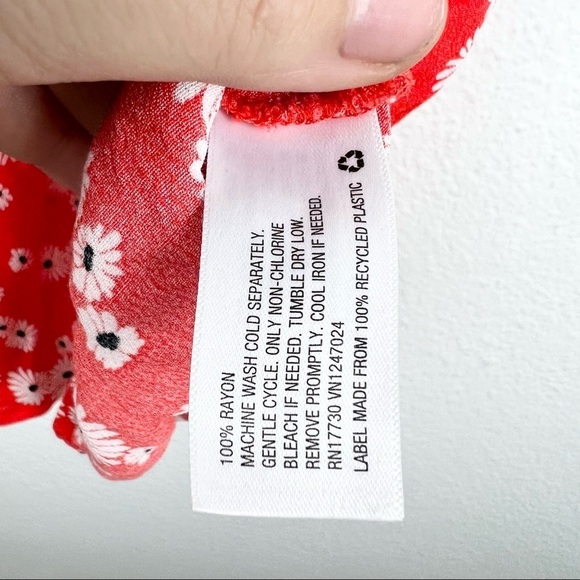 100% RAYON
MACHINE WASH COLD SEPARATELY.
GENTLE CYCLE. ONLY NON-CHLORINE
BLEACH IF NEEDED. TUMBLE DRY LOW.
REMOVE PROMPTLY. COOL IRON IF NEEDED.
RN17730 VN1247024
LABEL MADE FROM 100% RECYCLED PLASTIC